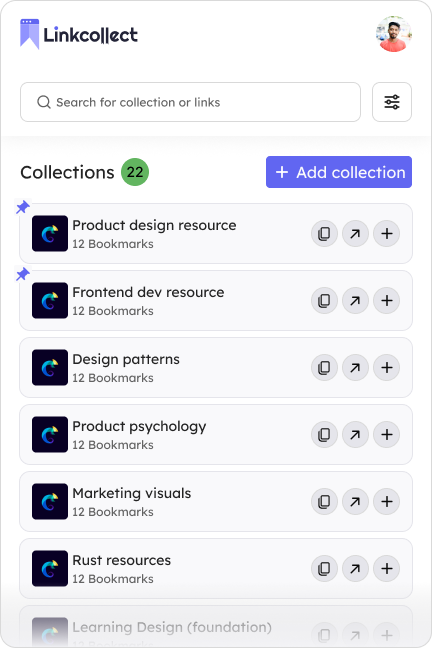 Linkcollect
Search for collection or links
Collections 22
+ Add collection
Product design resource
12 Bookmarks
Frontend dev resource
12 Bookmarks
Design patterns
12 Bookmarks
Product psychology
12 Bookmarks
Marketing visuals
12 Bookmarks
Rust resources
12 Bookmarks
Learning Design (foundation)
12 Bookmarks